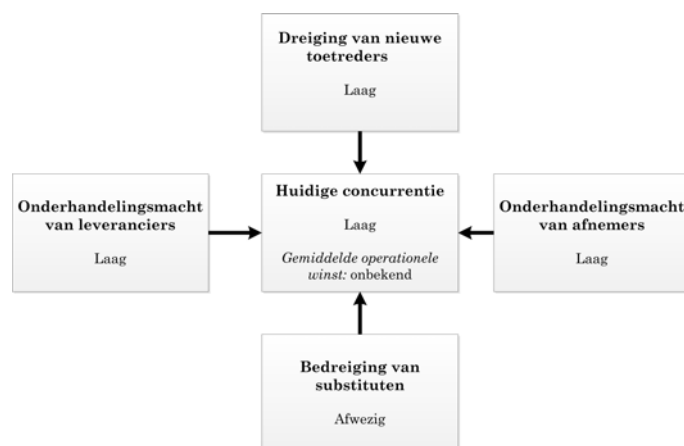 Dreiging van nieuwe
toetreders
Laag
Onderhandelingsmacht
van leveranciers
Laag
Huidige concurrentie
Laag
Gemiddelde operationele
winst: onbekend
Onderhandelingsmacht
van afnemers
Laag
Bedreiging van
substituten
Afwezig